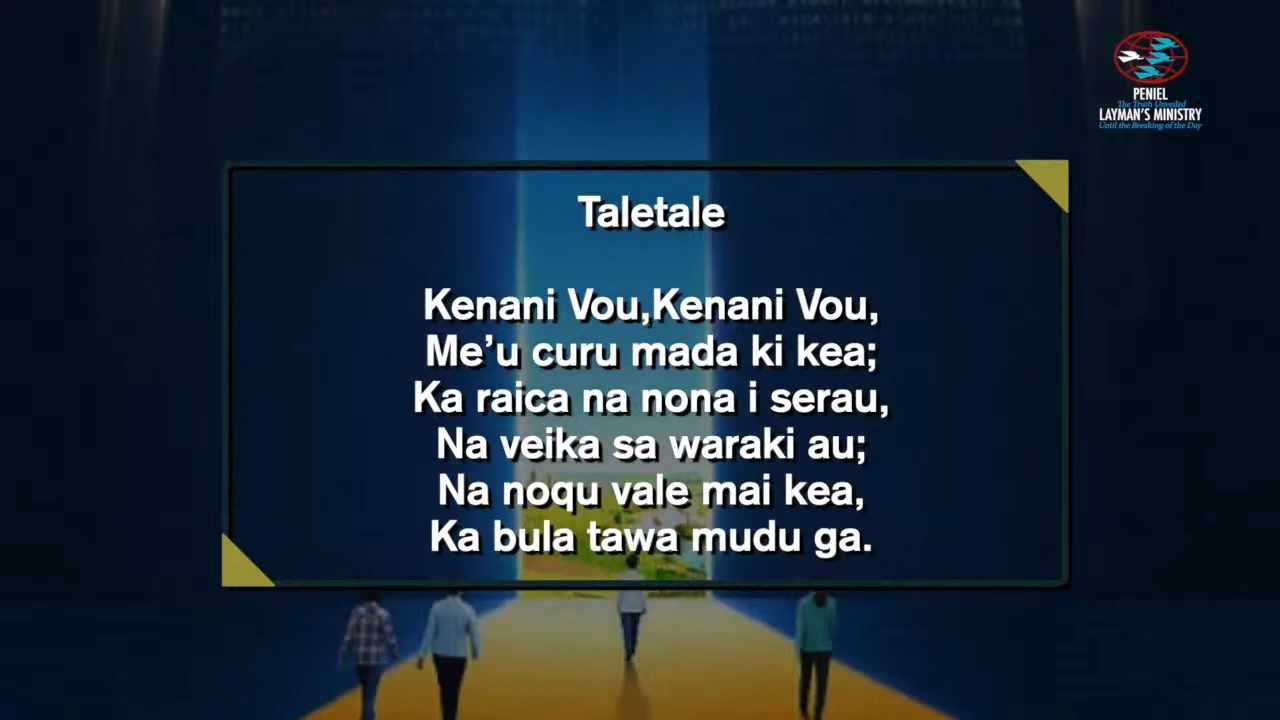 PENIEL
The Truth Unveiled
LAYMAN'S MINISTRY
Until the Breaking of the Day
Taletale
Kenani Vou,Kenani Vou,
Me'u curu mada ki kea;
Ka raica na nona i serau,
Na veika sa waraki au;
Na noqu vale mai kea,
Ka bula tawa mudu ga.